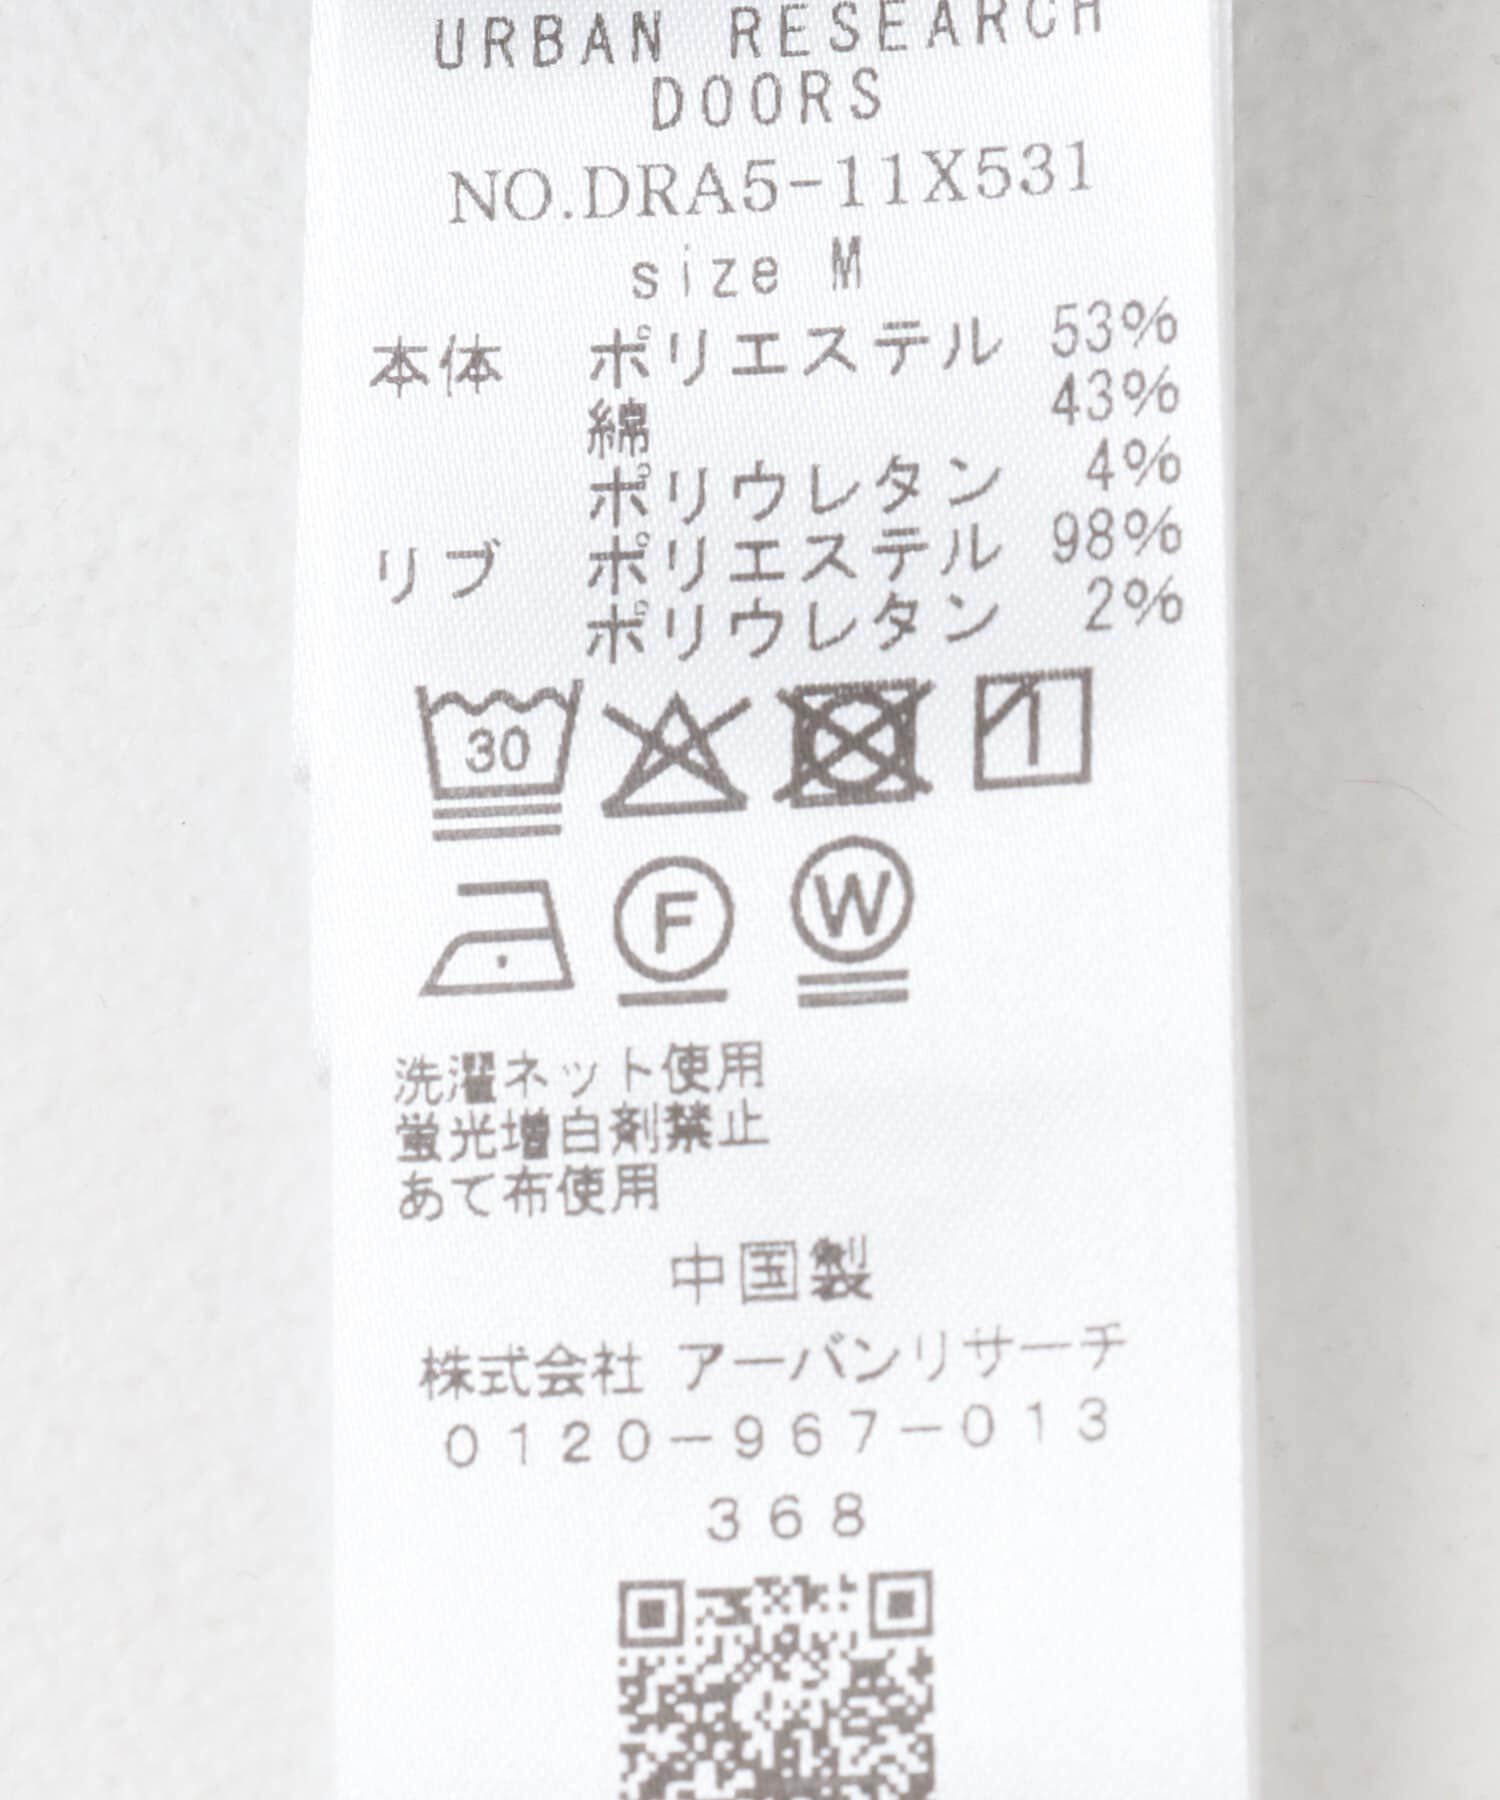 URBAN RESEARCH
DOORS
NO.DRA5-11X531
size M
本体 ポリエステル 53%
綿 43%
ポリウレタン 4%
リブ ポリエステル 98%
ポリウレタン 2%
30
F W
洗濯ネット使用
蛍光増白剤禁止
あて布使用
中国製
株式会社 アーバンリサーチ
0120-967-013
368